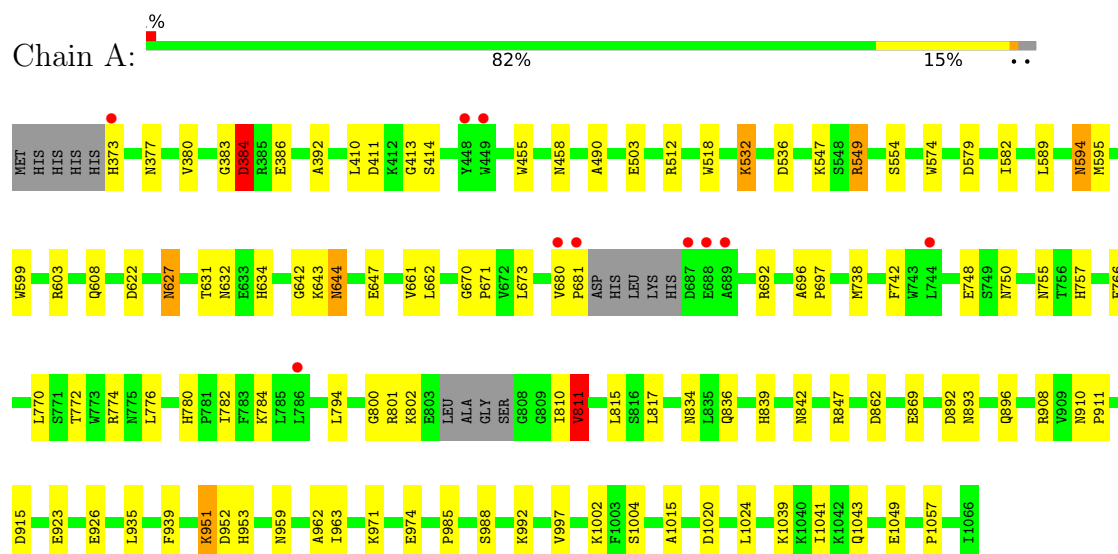 .%
Chain A:
82% 15% • •
MET HIS HIS HIS HIS H373 N377 V380 G383 D384 R385 E386 A392 L410 D411 K412 G413 S414 Y448 W449 W455 N458 A490 E503 R512 W518 K532 D536 K547 S548 R549 S554 W574 D579 I582 L589 N594 M595
W599 R603 Q608 D622 N627 T631 N632 E633 H634 G642 K643 N644 E647 V661 L662 G670 P671 V672 L673 V680 P681 ASP HIS LEU LYS HIS D687 E688 A689 R692 A696 P697 M738 F742 W743 L744 E748 S749 N750 N755 T756 H757
L770 S771 T772 W773 R774 N775 L776 H780 P781 I782 F783 K784 L785 L786 L794 G800 R801 K802 E803 LEU ALA GLY SER G808 G809 I810 V811 L815 S816 L817 N834 L835 Q836 H839 N842 R847 D862 E869 D892 N893 Q896 R908 V909 N910 P911
D915 E923 E926 L935 F939 K951 D952 H953 N959 A962 I963 K971 E974 P985 S988 K992 V997 K1002 F1003 S1004 A1015 D1020 L1024 K1039 K1040 I1041 K1042 Q1043 E1049 P1057 I1066